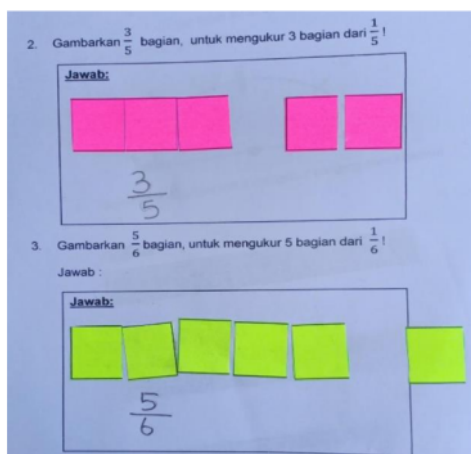 2. Gambarkan 3/5 bagian, untuk mengukur 3 bagian dari 1/5 !
Jawab:
3/5
3. Gambarkan 5/6 bagian, untuk mengukur 5 bagian dari 1/6 !
Jawab :
Jawab:
5/6